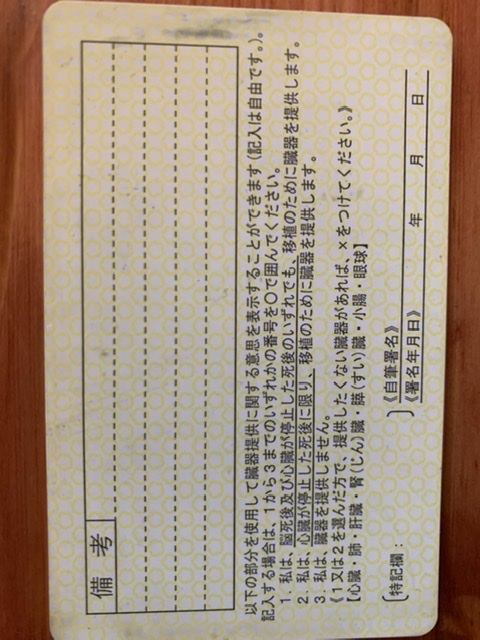 備考
以下の部分を使用して臓器提供に関する意思を表示することができます(記入は自由です。)。
記入する場合は、1から3までのいずれかの番号を〇で囲んでください。
1. 私は、脳死後及び心臓が停止した死後のいずれでも、移植のために臓器を提供します。
2. 私は、心臓が停止した死後に限り、移植のために臓器を提供します。
3. 私は、臓器を提供しません。
《1又は2を選んだ方で、提供したくない臓器があれば、×をつけてください。》
【心臓・肺・肝臓・腎(じん)臓・膵(すい)臓・小腸・眼球】
〔特記欄: 〕
《自筆署名》
《署名年月日》 年 月 日